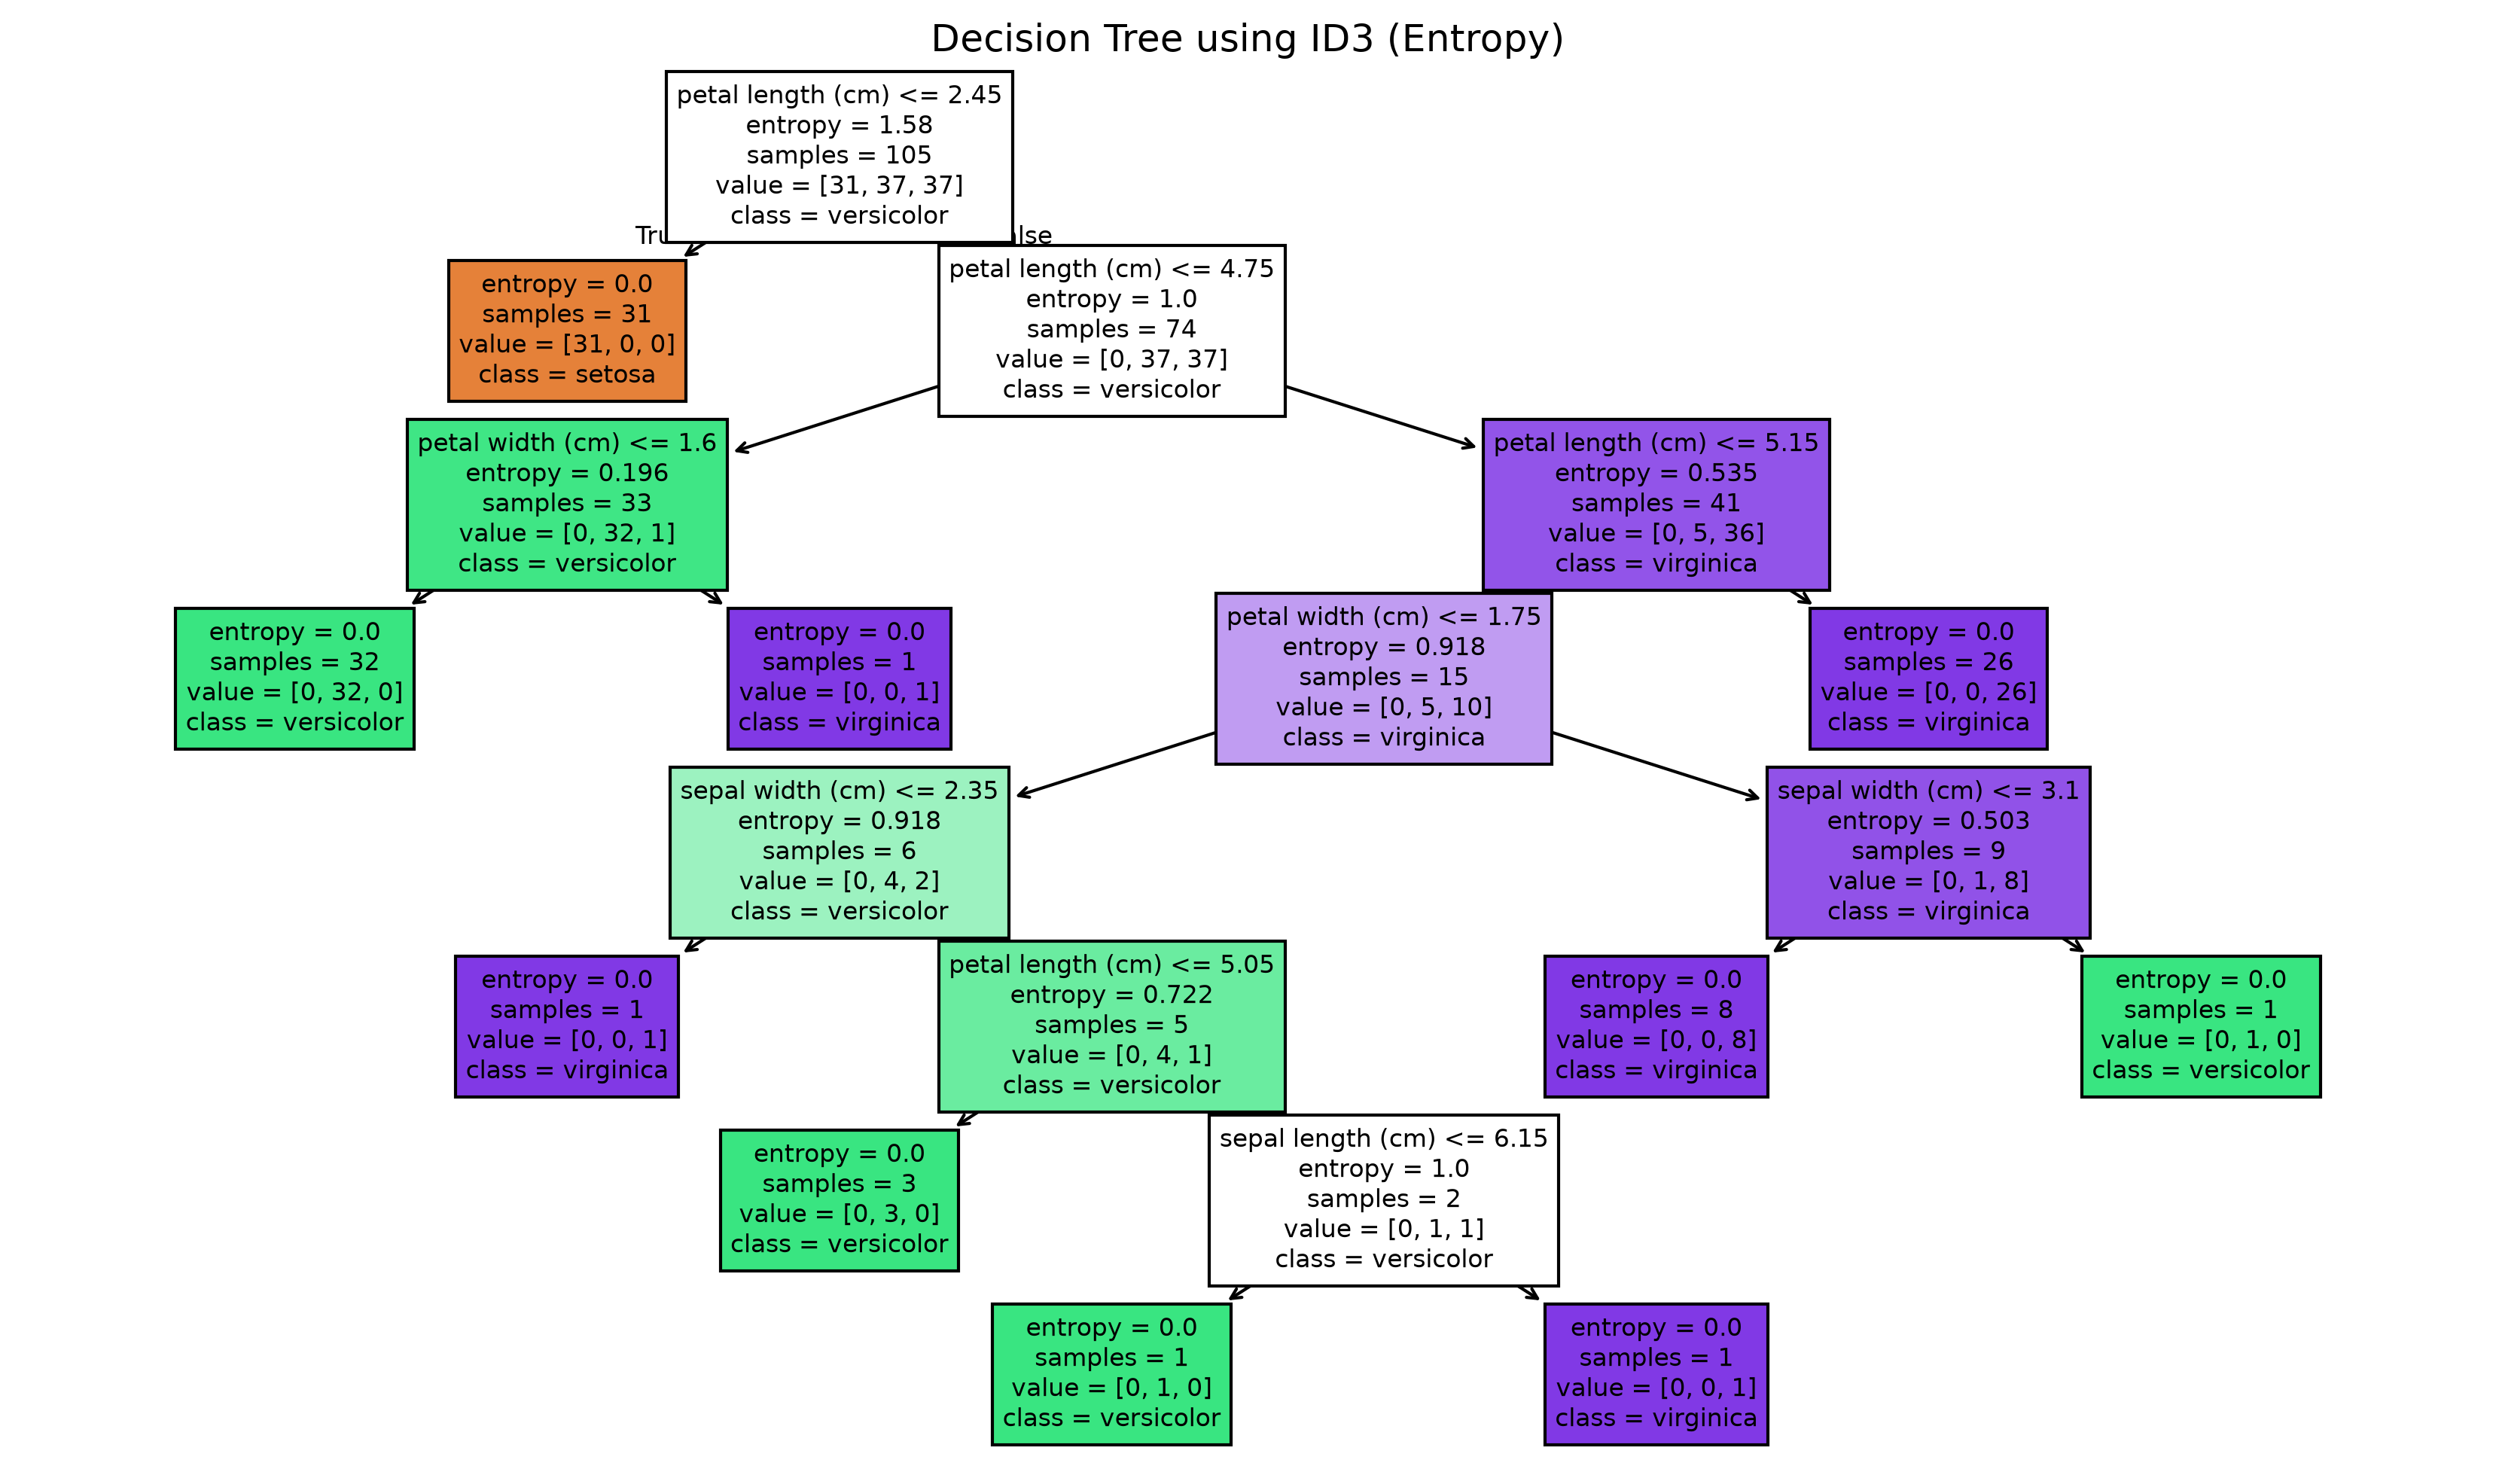 Decision Tree using ID3 (Entropy)
petal length (cm) <= 2.45
entropy = 1.58
samples = 105
value = [31, 37, 37]
class = versicolor
entropy = 0.0
samples = 31
value = [31, 0, 0]
class = setosa
petal length (cm) <= 4.75
entropy = 1.0
samples = 74
value = [0, 37, 37]
class = versicolor
petal width (cm) <= 1.6
entropy = 0.196
samples = 33
value = [0, 32, 1]
class = versicolor
petal length (cm) <= 5.15
entropy = 0.535
samples = 41
value = [0, 5, 36]
class = virginica
entropy = 0.0
samples = 32
value = [0, 32, 0]
class = versicolor
entropy = 0.0
samples = 1
value = [0, 0, 1]
class = virginica
petal width (cm) <= 1.75
entropy = 0.918
samples = 15
value = [0, 5, 10]
class = virginica
entropy = 0.0
samples = 26
value = [0, 0, 26]
class = virginica
sepal width (cm) <= 2.35
entropy = 0.918
samples = 6
value = [0, 4, 2]
class = versicolor
sepal width (cm) <= 3.1
entropy = 0.503
samples = 9
value = [0, 1, 8]
class = virginica
entropy = 0.0
samples = 1
value = [0, 0, 1]
class = virginica
petal length (cm) <= 5.05
entropy = 0.722
samples = 5
value = [0, 4, 1]
class = versicolor
entropy = 0.0
samples = 8
value = [0, 0, 8]
class = virginica
entropy = 0.0
samples = 1
value = [0, 1, 0]
class = versicolor
entropy = 0.0
samples = 3
value = [0, 3, 0]
class = versicolor
sepal length (cm) <= 6.15
entropy = 1.0
samples = 2
value = [0, 1, 1]
class = versicolor
entropy = 0.0
samples = 1
value = [0, 1, 0]
class = versicolor
entropy = 0.0
samples = 1
value = [0, 0, 1]
class = virginica